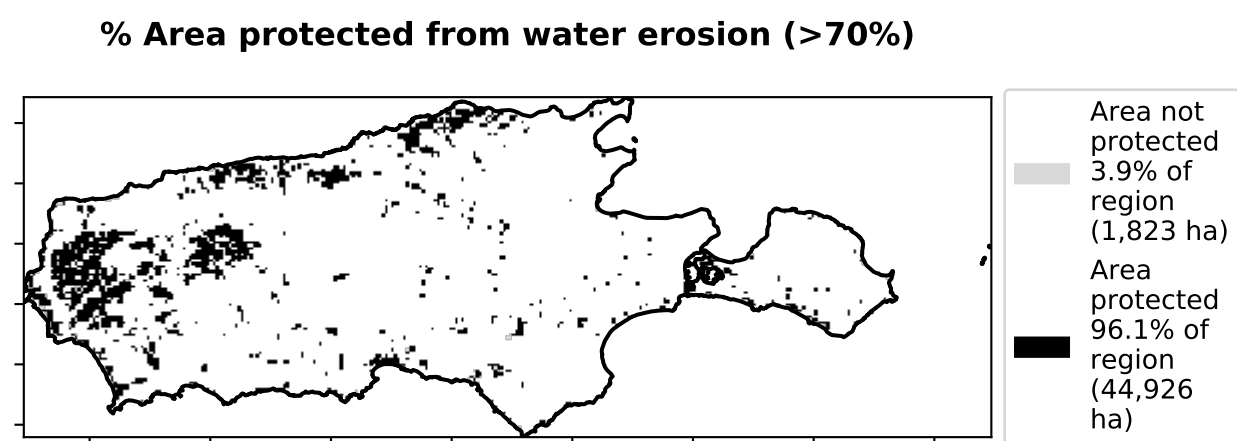 % Area protected from water erosion (>70%)
Area not
protected
3.9% of
region
(1,823 ha)
Area
protected
96.1% of
region
(44,926
ha)